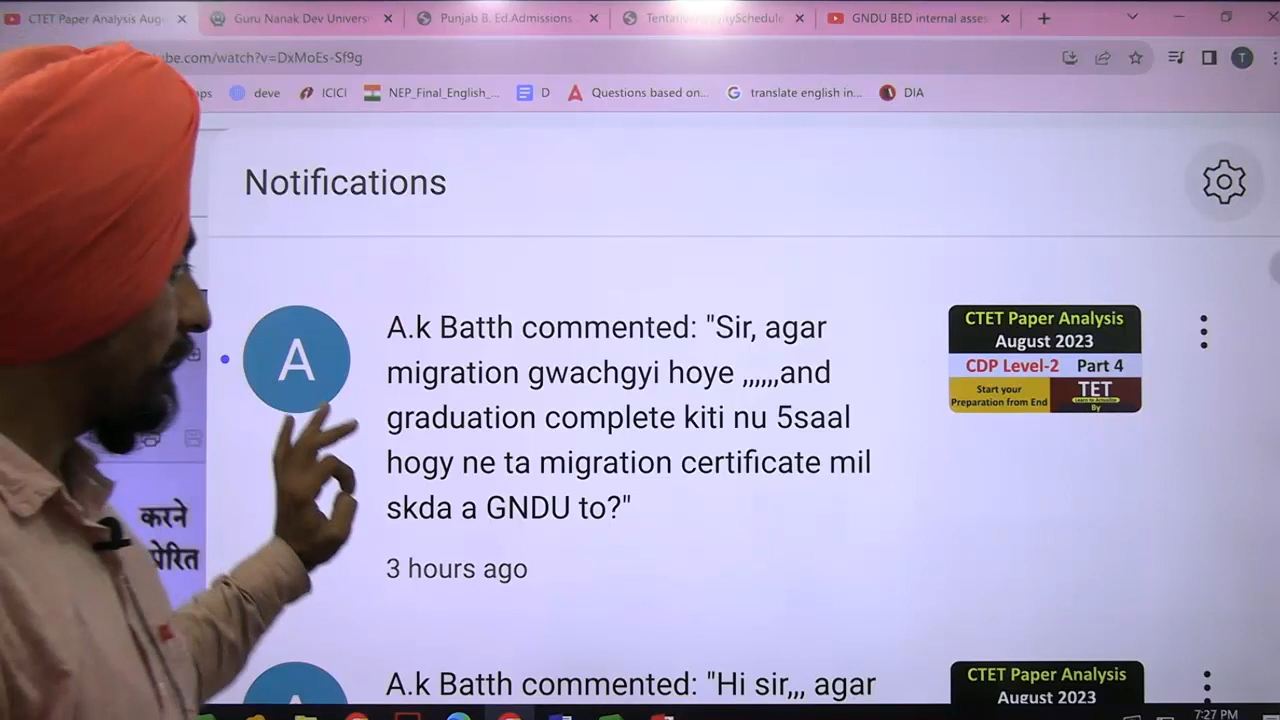 CTET Paper Analysis Aug
Guru Nanak Dev Univers
Punjab B. Ed.Admissions
GNDU BED internal asses
be.com/watch?v=DxMoEs-Sf9g
ps
deve
ICICI
NEP_Final_English_...
D
Questions based on...
translate english in...
DIA
T
Notifications
A
A.k Batth commented: "Sir, agar
migration gwachgyi hoye ,,,,,,and
graduation complete kiti nu 5saal
hogy ne ta migration certificate mil
skda a GNDU to?"
3 hours ago
CTET Paper Analysis
August 2023
CDP Level-2 Part 4
Start your
Preparation from End
TET
By
करने
प्रेरित
A.k Batth commented: "Hi sir,,, agar
CTET Paper Analysis
August 2023
7:27 PM